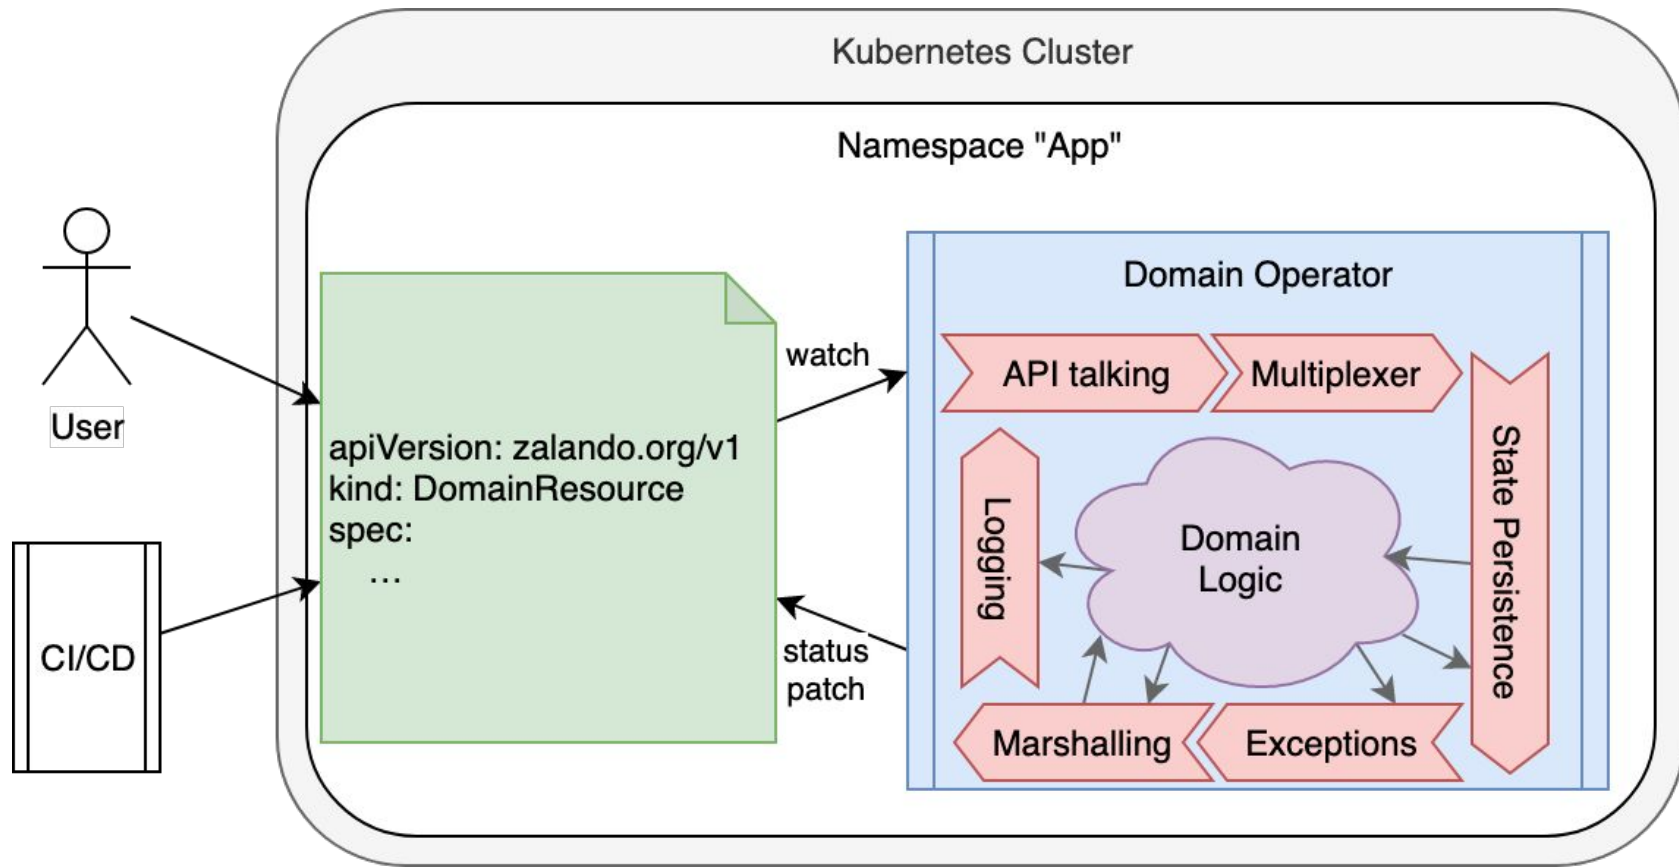 Kubernetes Cluster
Namespace "App"
User
CI/CD
apiVersion: zalando.org/v1
kind: DomainResource
spec:
...
watch
status
patch
Domain Operator
API talking
Multiplexer
State Persistence
Logging
Domain
Logic
Marshalling
Exceptions